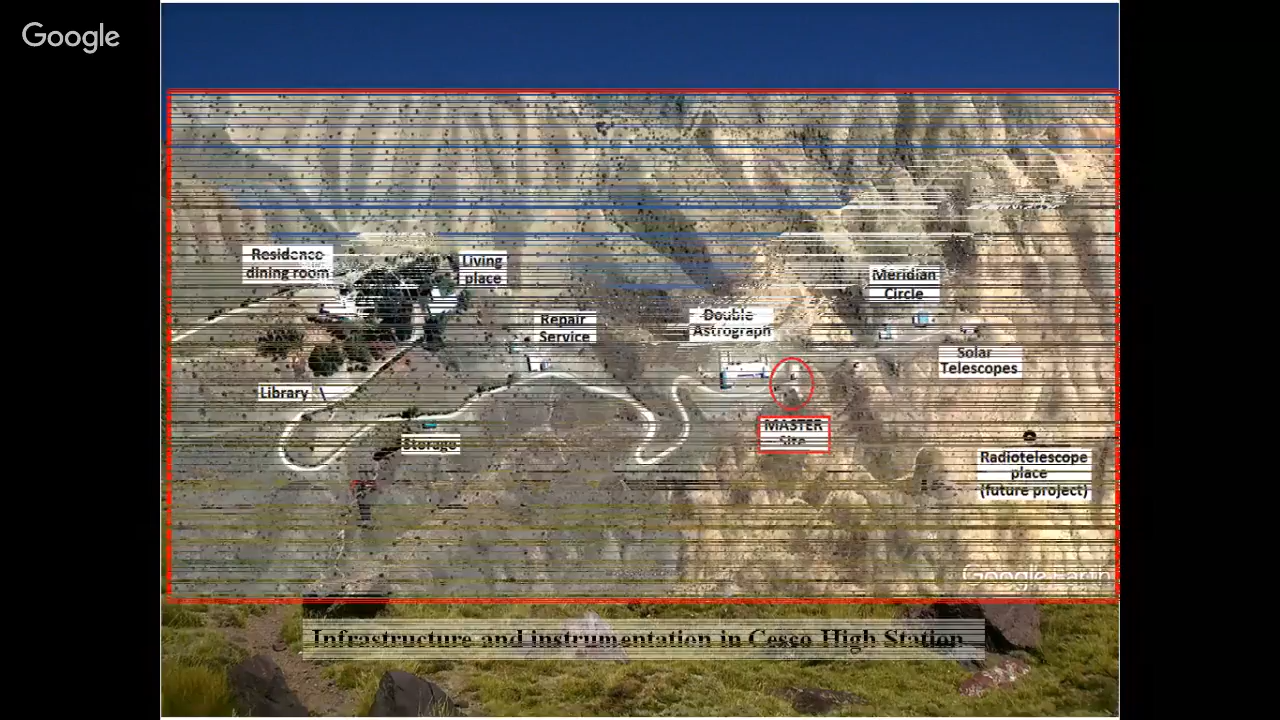 Google
Residence
dining room
Living
place
Repair
Service
Double
Astrograph
Meridian
Circle
Solar
Telescopes
Library
Storage
MASTER
Site
Radiotelescope
place
(future project)
Google Earth
Infrastructure and instrumentation in Cesco High Station